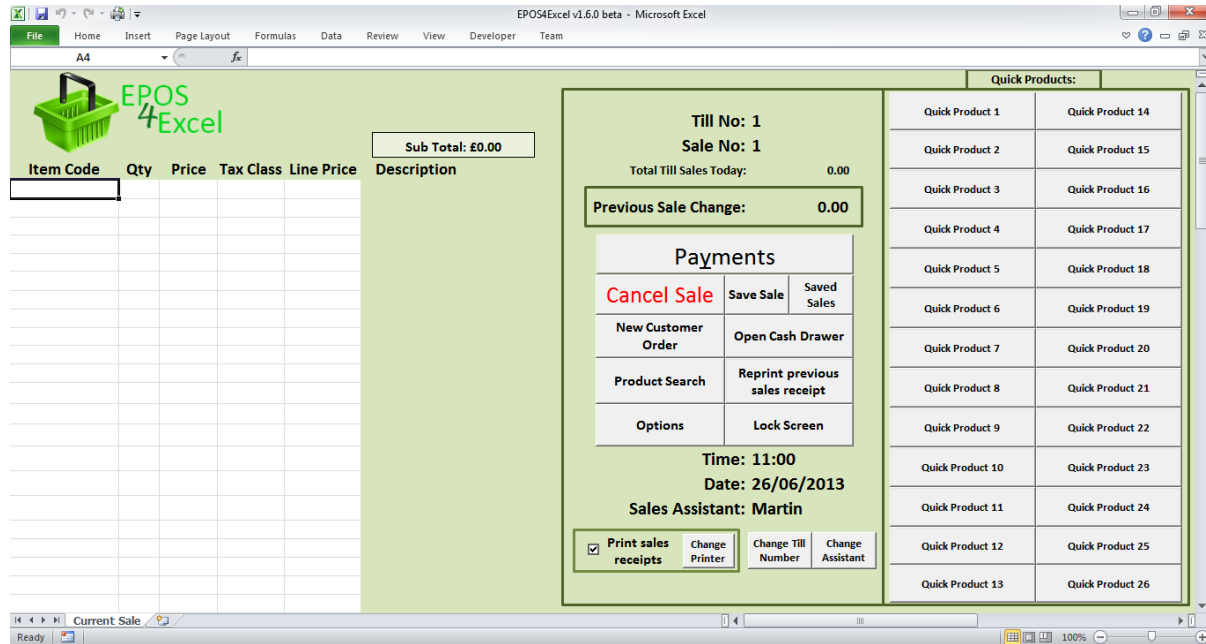 EPOS4Excel v1.6.0 beta - Microsoft Excel
File Home Insert Page Layout Formulas Data Review View Developer Team
A4 fx
EPOS
4Excel
Sub Total: £0.00
Item Code Qty Price Tax Class Line Price Description
Till No: 1
Sale No: 1
Total Till Sales Today: 0.00
Previous Sale Change: 0.00
Payments
Cancel Sale
Save Sale
Saved
Sales
New Customer
Order
Open Cash Drawer
Product Search
Reprint previous
sales receipt
Options
Lock Screen
Time: 11:00
Date: 26/06/2013
Sales Assistant: Martin
Print sales
receipts
Change
Printer
Change Till
Number
Change
Assistant
Quick Products:
Quick Product 1 Quick Product 14
Quick Product 2 Quick Product 15
Quick Product 3 Quick Product 16
Quick Product 4 Quick Product 17
Quick Product 5 Quick Product 18
Quick Product 6 Quick Product 19
Quick Product 7 Quick Product 20
Quick Product 8 Quick Product 21
Quick Product 9 Quick Product 22
Quick Product 10 Quick Product 23
Quick Product 11 Quick Product 24
Quick Product 12 Quick Product 25
Quick Product 13 Quick Product 26
Current Sale
Ready 100%